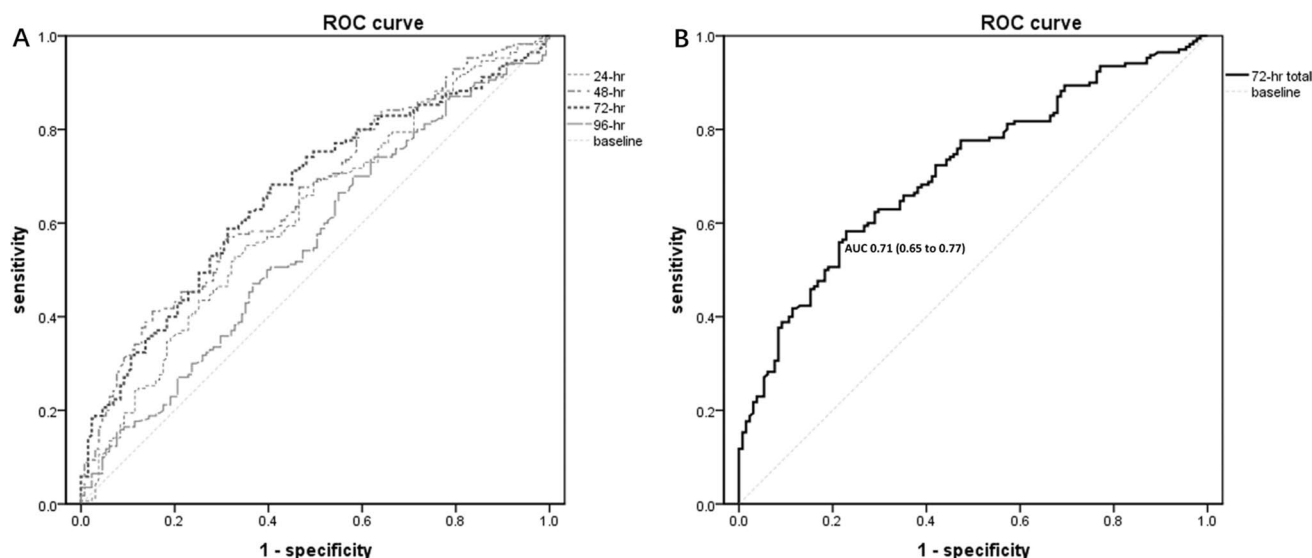 A
ROC curve
1.0
0.8
0.6
0.4
0.2
0.0
sensitivity
0.0 0.2 0.4 0.6 0.8 1.0
1 - specificity
24-hr
48-hr
72-hr
96-hr
baseline
B
ROC curve
1.0
0.8
0.6
0.4
0.2
0.0
sensitivity
AUC 0.71 (0.65 to 0.77)
0.0 0.2 0.4 0.6 0.8 1.0
1 - specificity
72-hr total
baseline